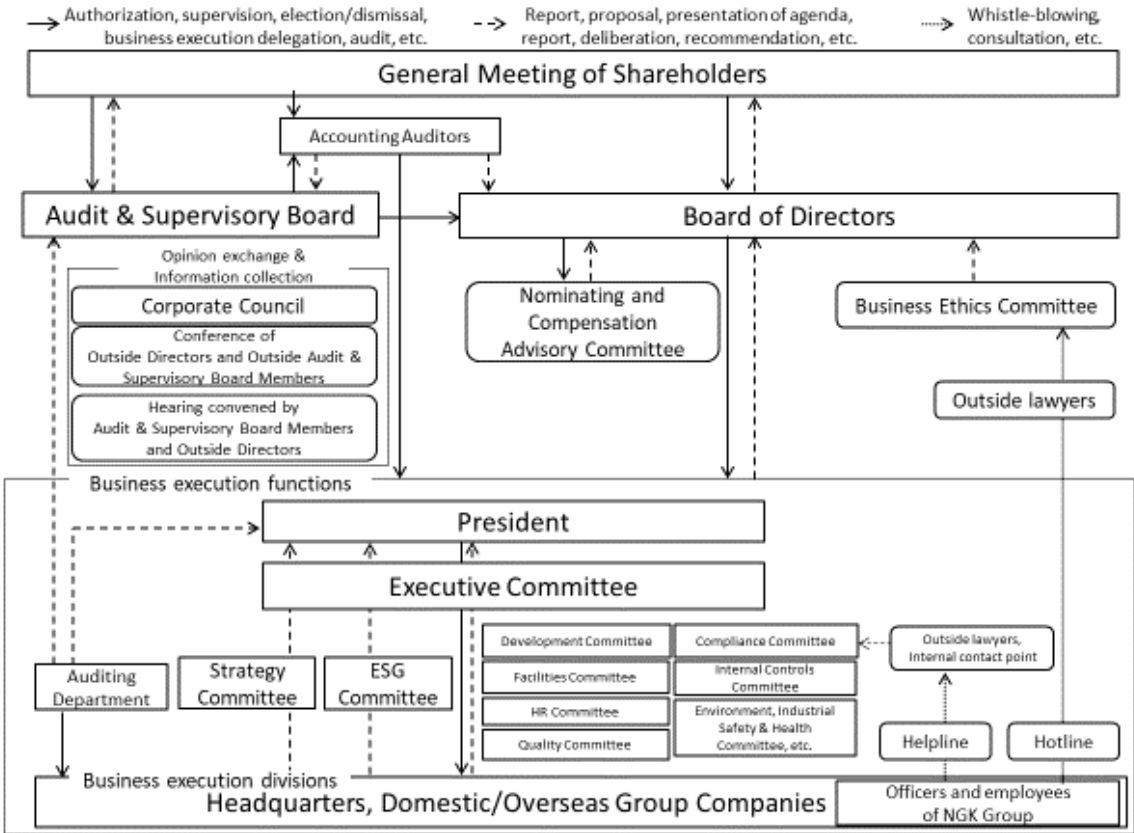 Authorization, supervision, election/dismissal,
business execution delegation, audit, etc.
Report, proposal, presentation of agenda,
report, deliberation, recommendation, etc.
Whistle-blowing,
consultation, etc.
General Meeting of Shareholders
Accounting Auditors
Audit & Supervisory Board
Board of Directors
Opinion exchange &
Information collection
Corporate Council
Conference of
Outside Directors and Outside Audit &
Supervisory Board Members
Hearing convened by
Audit & Supervisory Board Members
and Outside Directors
Nominating and
Compensation
Advisory Committee
Business Ethics Committee
Outside lawyers
Business execution functions
President
Executive Committee
Auditing
Department
Strategy
Committee
ESG
Committee
Development Committee
Compliance Committee
Facilities Committee
Internal Controls
Committee
HR Committee
Environment, Industrial
Safety & Health
Committee, etc.
Quality Committee
Outside lawyers,
Internal contact point
Helpline
Hotline
Business execution divisions
Headquarters, Domestic/Overseas Group Companies
Officers and employees
of NGK Group